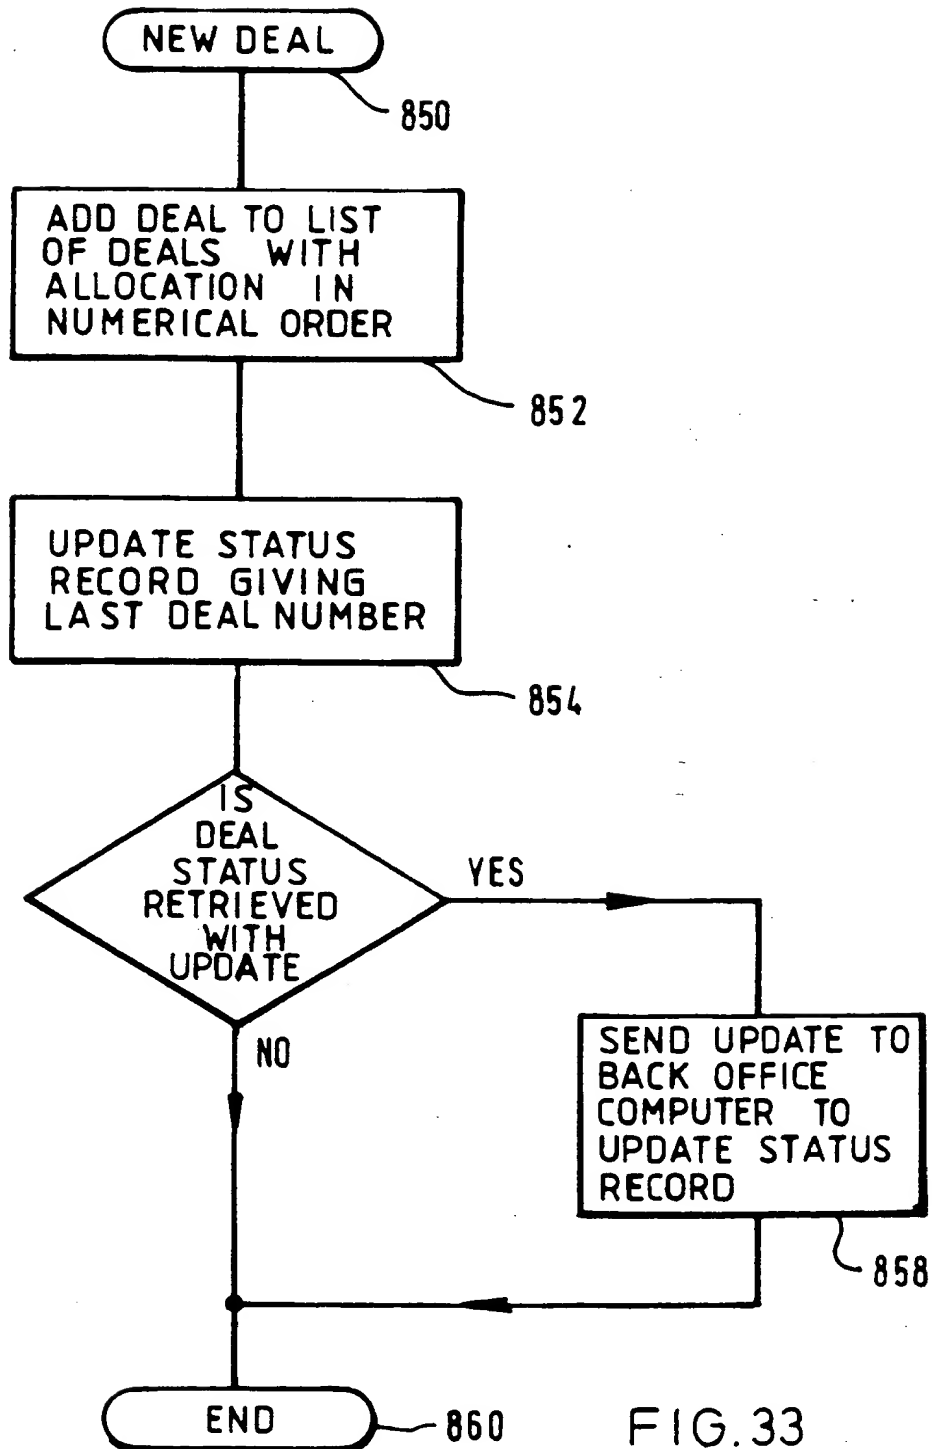 NEW DEAL
850
ADD DEAL TO LIST
OF DEALS WITH
ALLOCATION IN
NUMERICAL ORDER
852
UPDATE STATUS
RECORD GIVING
LAST DEAL NUMBER
854
IS
DEAL
STATUS
RETRIEVED
WITH
UPDATE
YES
NO
SEND UPDATE TO
BACK OFFICE
COMPUTER TO
UPDATE STATUS
RECORD
858
END
860
FIG.33